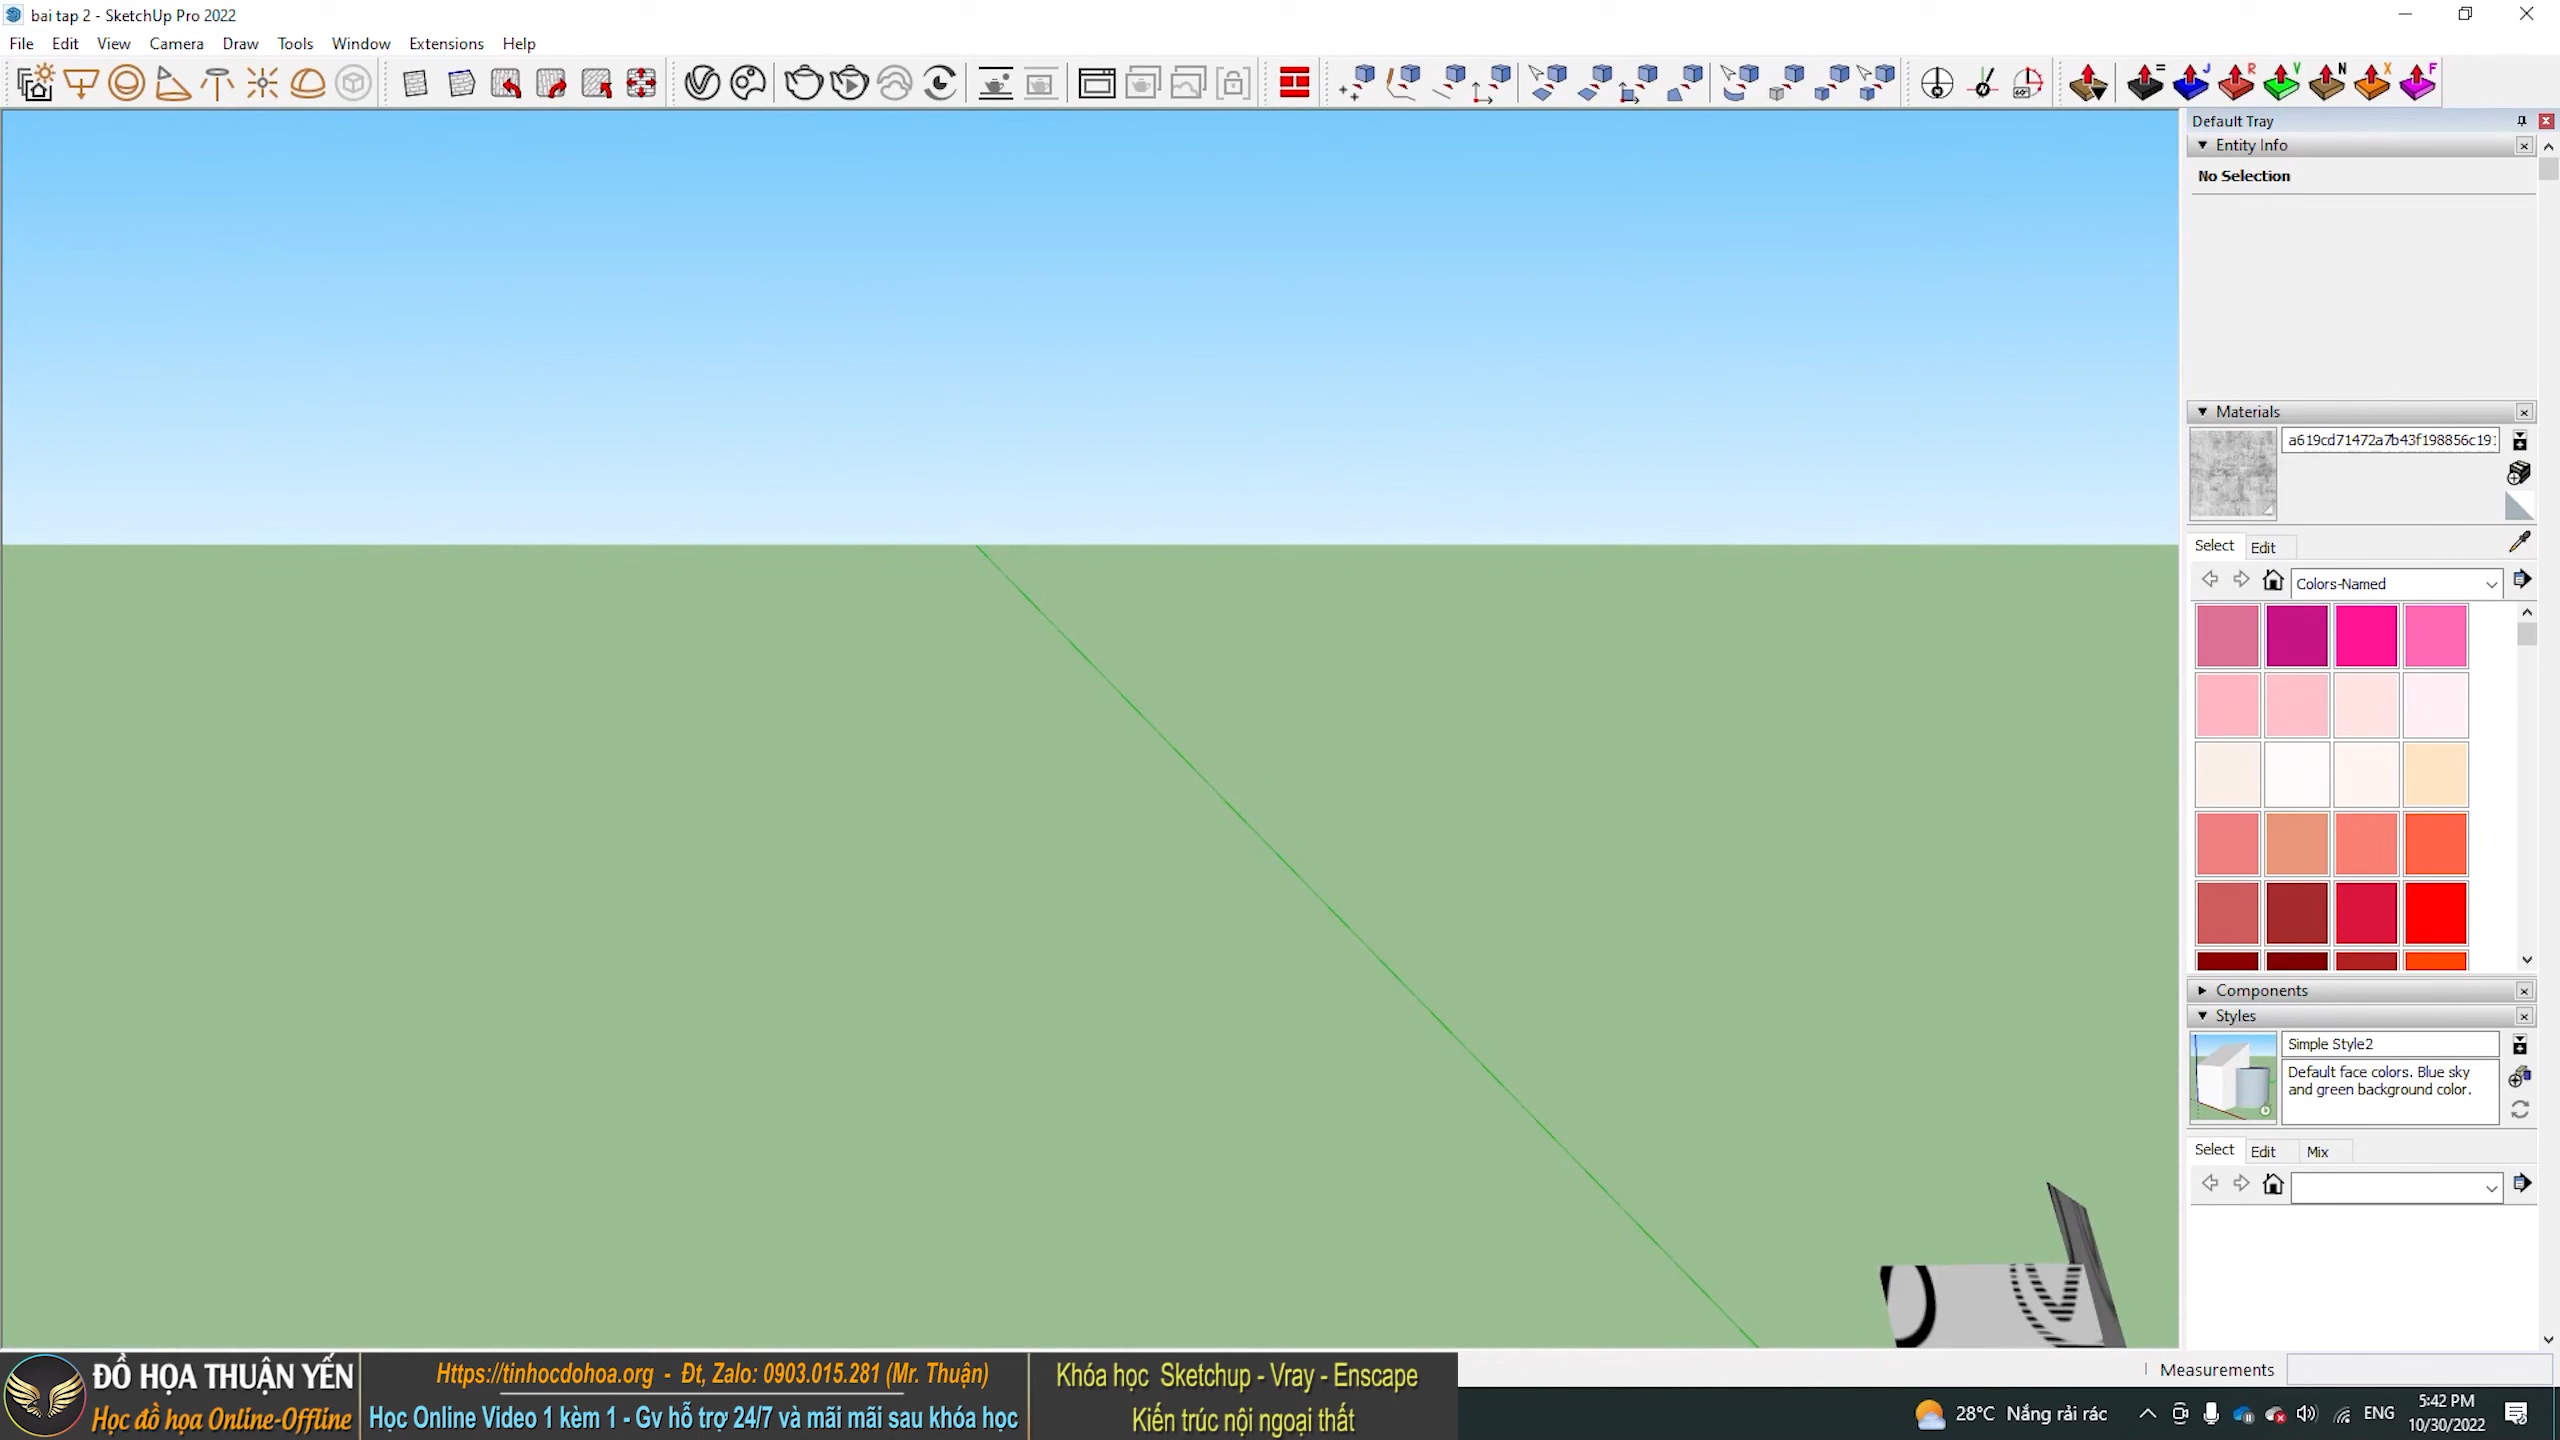 bai tap 2 - SketchUp Pro 2022
File Edit View Camera Draw Tools Window Extensions Help
Default Tray
Entity Info
No Selection
Materials
a619cd71472a7b43f198856c191
Select Edit
Colors-Named
Components
Styles
Simple Style2
Default face colors. Blue sky
and green background color.
Select Edit Mix
Measurements
ĐỒ HỌA THUẬN YẾN
Học đồ họa Online-Offline
Https://tinhocdohoa.org - Đt, Zalo: 0903.015.281 (Mr. Thuận)
Học Online Video 1 kèm 1 - Gv hỗ trợ 24/7 và mãi mãi sau khóa học
Khóa học Sketchup - Vray - Enscape
Kiến trúc nội ngoại thất
28°C Nắng rải rác
ENG
5:42 PM
10/30/2022